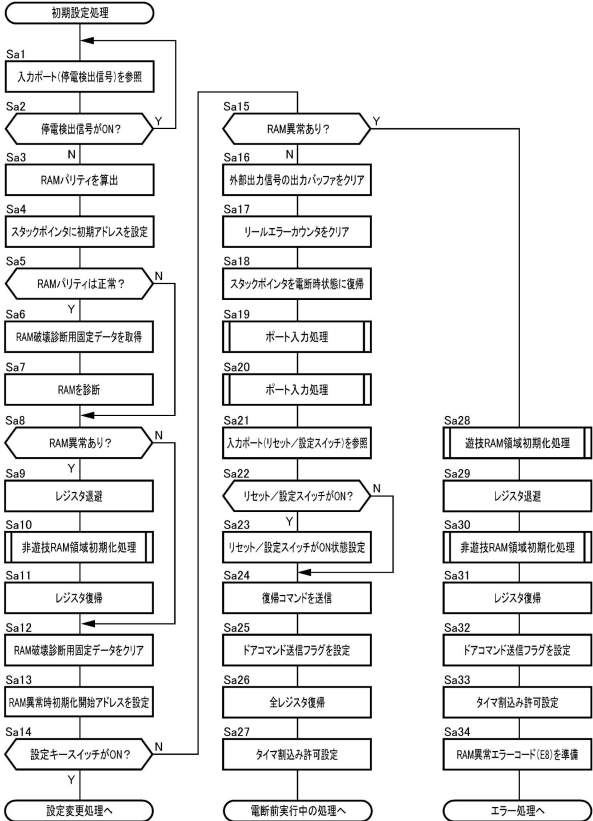 初期設定処理
Sa1
入力ポート(停電検出信号)を参照
Sa2
停電検出信号がON?
Y
N
Sa3
RAMパリティを算出
Sa4
スタックポインタに初期アドレスを設定
Sa5
RAMパリティは正常?
N
Y
Sa6
RAM破壊診断用固定データを取得
Sa7
RAMを診断
Sa8
RAM異常あり?
N
Y
Sa9
レジスタ退避
Sa10
非遊技RAM領域初期化処理
Sa11
レジスタ復帰
Sa12
RAM破壊診断用固定データをクリア
Sa13
RAM異常時初期化開始アドレスを設定
Sa14
設定キースイッチがON?
N
Y
設定変更処理へ
Sa15
RAM異常あり?
Y
N
Sa16
外部出力信号の出力バッファをクリア
Sa17
リールエラーカウンタをクリア
Sa18
スタックポインタを電断時状態に復帰
Sa19
ポート入力処理
Sa20
ポート入力処理
Sa21
入力ポート(リセット/設定スイッチ)を参照
Sa22
リセット/設定スイッチがON?
N
Y
Sa23
リセット/設定スイッチがON状態設定
Sa24
復帰コマンドを送信
Sa25
ドアコマンド送信フラグを設定
Sa26
全レジスタ復帰
Sa27
タイマ割込み許可設定
電断前実行中の処理へ
Sa28
遊技RAM領域初期化処理
Sa29
レジスタ退避
Sa30
非遊技RAM領域初期化処理
Sa31
レジスタ復帰
Sa32
ドアコマンド送信フラグを設定
Sa33
タイマ割込み許可設定
Sa34
RAM異常エラーコード(E8)を準備
エラー処理へ